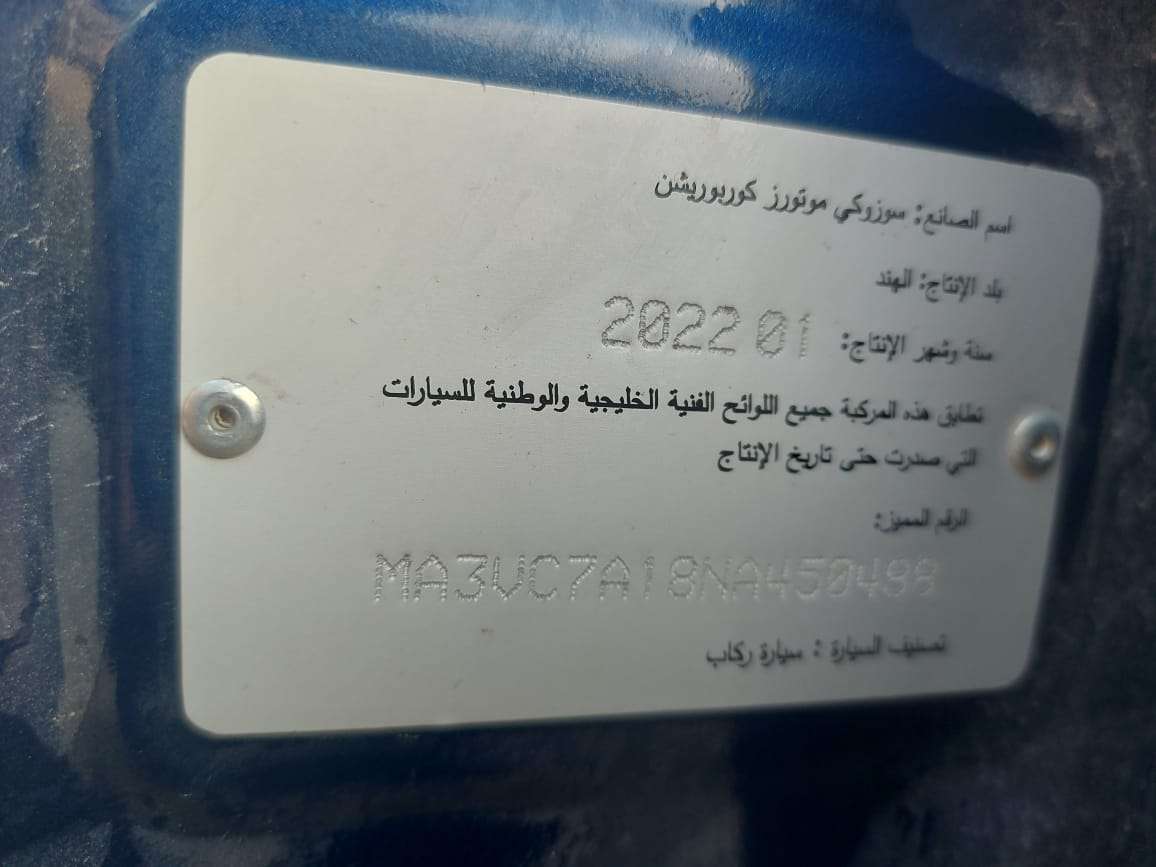 اسم الصانع: سوزوكي موتورز كوربوريشن
بلد الإنتاج: الهند
سنة وشهر الإنتاج: 2022 01
تطابق هذه المركبة جميع اللوائح الفنية الخليجية والوطنية للسيارات
التي صدرت حتى تاريخ الإنتاج
الرقم المميز:
تصنيف السيارة : سيارة ركاب